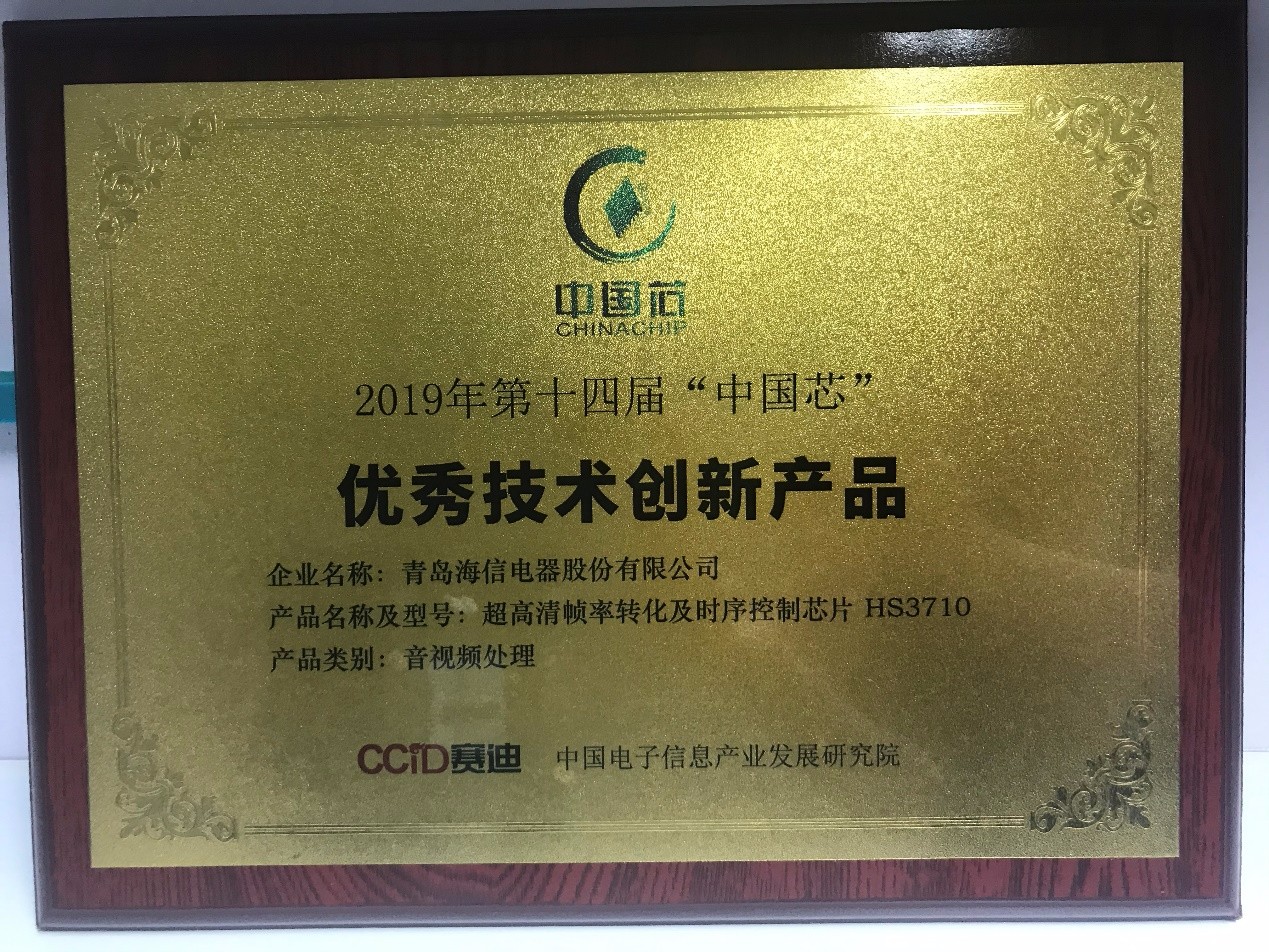 中国芯
CHINACHIP
2019年第十四届“中国芯”
优秀技术创新产品
企业名称：青岛海信电器股份有限公司
产品名称及型号：超高清帧率转化及时序控制芯片 HS3710
产品类别：音视频处理
CCID赛迪 中国电子信息产业发展研究院